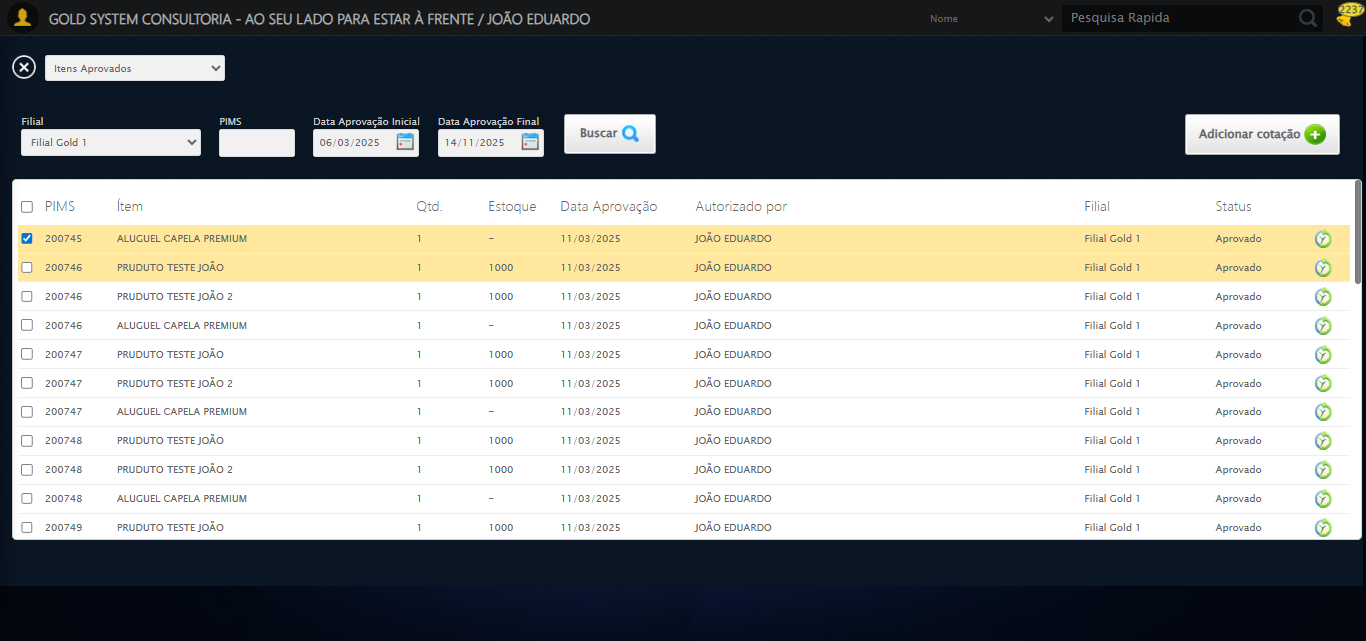 GOLD SYSTEM CONSULTORIA - AO SEU LADO PARA ESTAR À FRENTE / JOÃO EDUARDO Nome Pesquisa Rapida 2237
Itens Aprovados
Filial PIMS Data Aprovação Inicial Data Aprovação Final
Filial Gold 1 06/03/2025 14/11/2025 Buscar Adicionar cotação
PIMS Ítem Qtd. Estoque Data Aprovação Autorizado por Filial Status
200745 ALUGUEL CAPELA PREMIUM 1 - 11/03/2025 JOÃO EDUARDO Filial Gold 1 Aprovado
200746 PRUDUTO TESTE JOÃO 1 1000 11/03/2025 JOÃO EDUARDO Filial Gold 1 Aprovado
200746 PRUDUTO TESTE JOÃO 2 1 1000 11/03/2025 JOÃO EDUARDO Filial Gold 1 Aprovado
200746 ALUGUEL CAPELA PREMIUM 1 - 11/03/2025 JOÃO EDUARDO Filial Gold 1 Aprovado
200747 PRUDUTO TESTE JOÃO 1 1000 11/03/2025 JOÃO EDUARDO Filial Gold 1 Aprovado
200747 PRUDUTO TESTE JOÃO 2 1 1000 11/03/2025 JOÃO EDUARDO Filial Gold 1 Aprovado
200747 ALUGUEL CAPELA PREMIUM 1 - 11/03/2025 JOÃO EDUARDO Filial Gold 1 Aprovado
200748 PRUDUTO TESTE JOÃO 1 1000 11/03/2025 JOÃO EDUARDO Filial Gold 1 Aprovado
200748 PRUDUTO TESTE JOÃO 2 1 1000 11/03/2025 JOÃO EDUARDO Filial Gold 1 Aprovado
200748 ALUGUEL CAPELA PREMIUM 1 - 11/03/2025 JOÃO EDUARDO Filial Gold 1 Aprovado
200749 PRUDUTO TESTE JOÃO 1 1000 11/03/2025 JOÃO EDUARDO Filial Gold 1 Aprovado